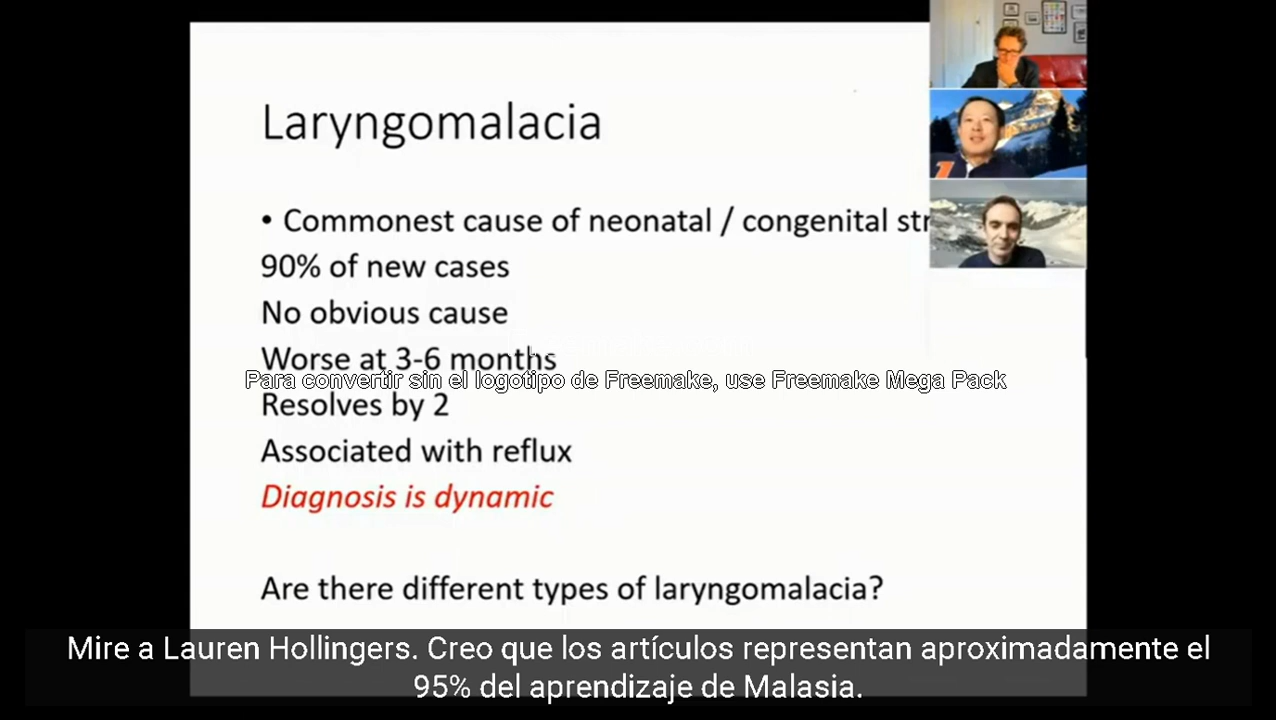 Laryngomalacia
• Commonest cause of neonatal / congenital
90% of new cases
No obvious cause
Worse at 3-6 months
Para convertir sin el logotipo de Freemake, use Freemake Mega Pack
Resolves by 2
Associated with reflux
Diagnosis is dynamic
Are there different types of laryngomalacia?
Mire a Lauren Hollingers. Creo que los artículos representan aproximadamente el
95% del aprendizaje de Malasia.